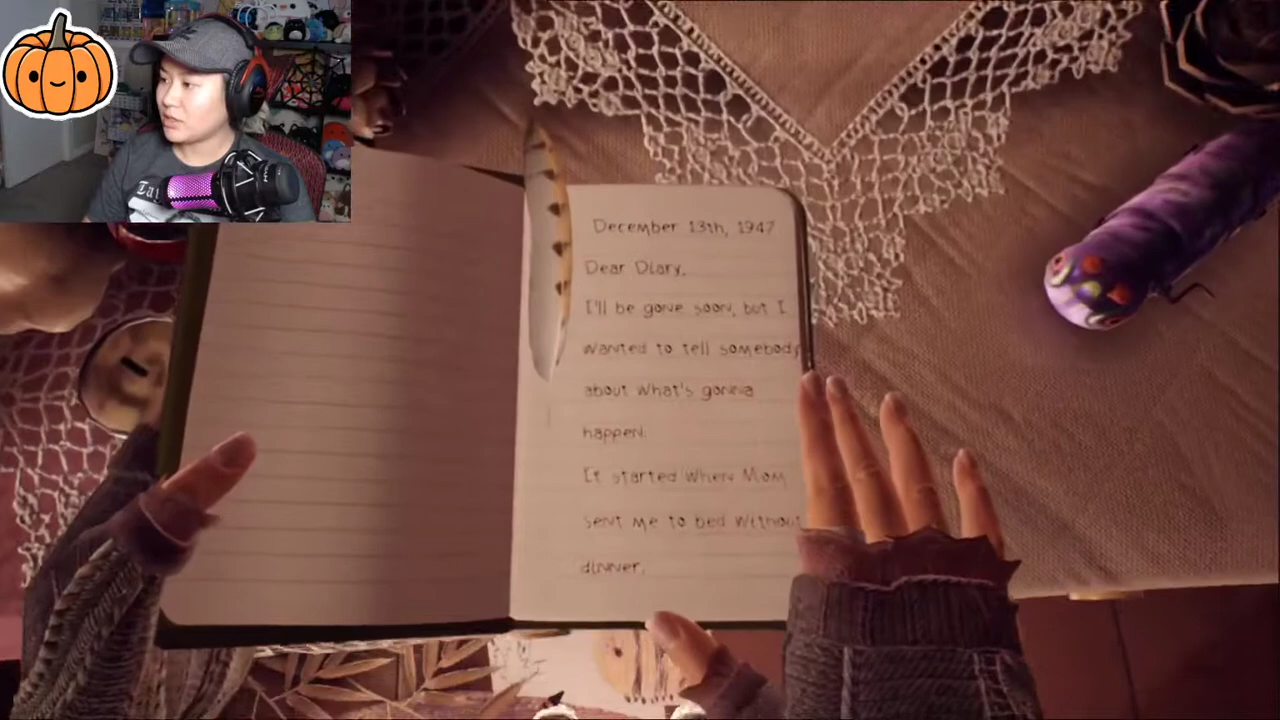 December 13th, 1947
Dear Diary,
I'll be gone soon, but I
wanted to tell somebody
about what's gonna
happen.
It started when Mom
sent me to bed without
dinner.